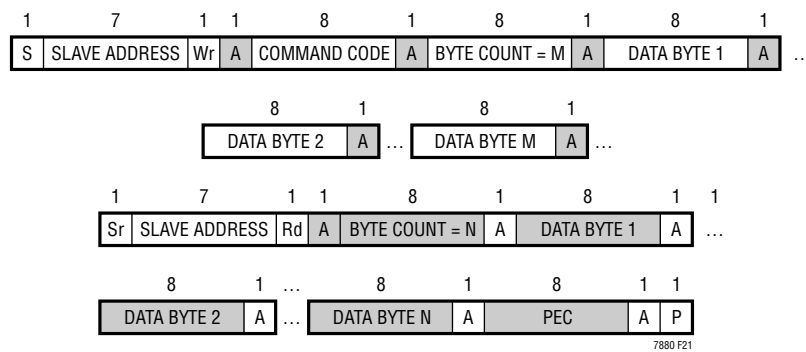 1 7 1 1 8 1 8 1 8 1
S SLAVE ADDRESS Wr A COMMAND CODE A BYTE COUNT = M A DATA BYTE 1 A ..
8 1 8 1
DATA BYTE 2 A … DATA BYTE M A …
1 7 1 1 8 1 8 1 1
Sr SLAVE ADDRESS Rd A BYTE COUNT = N A DATA BYTE 1 A …
8 1 … 8 1 8 1 1
DATA BYTE 2 A … DATA BYTE N A PEC A P
7880 F21